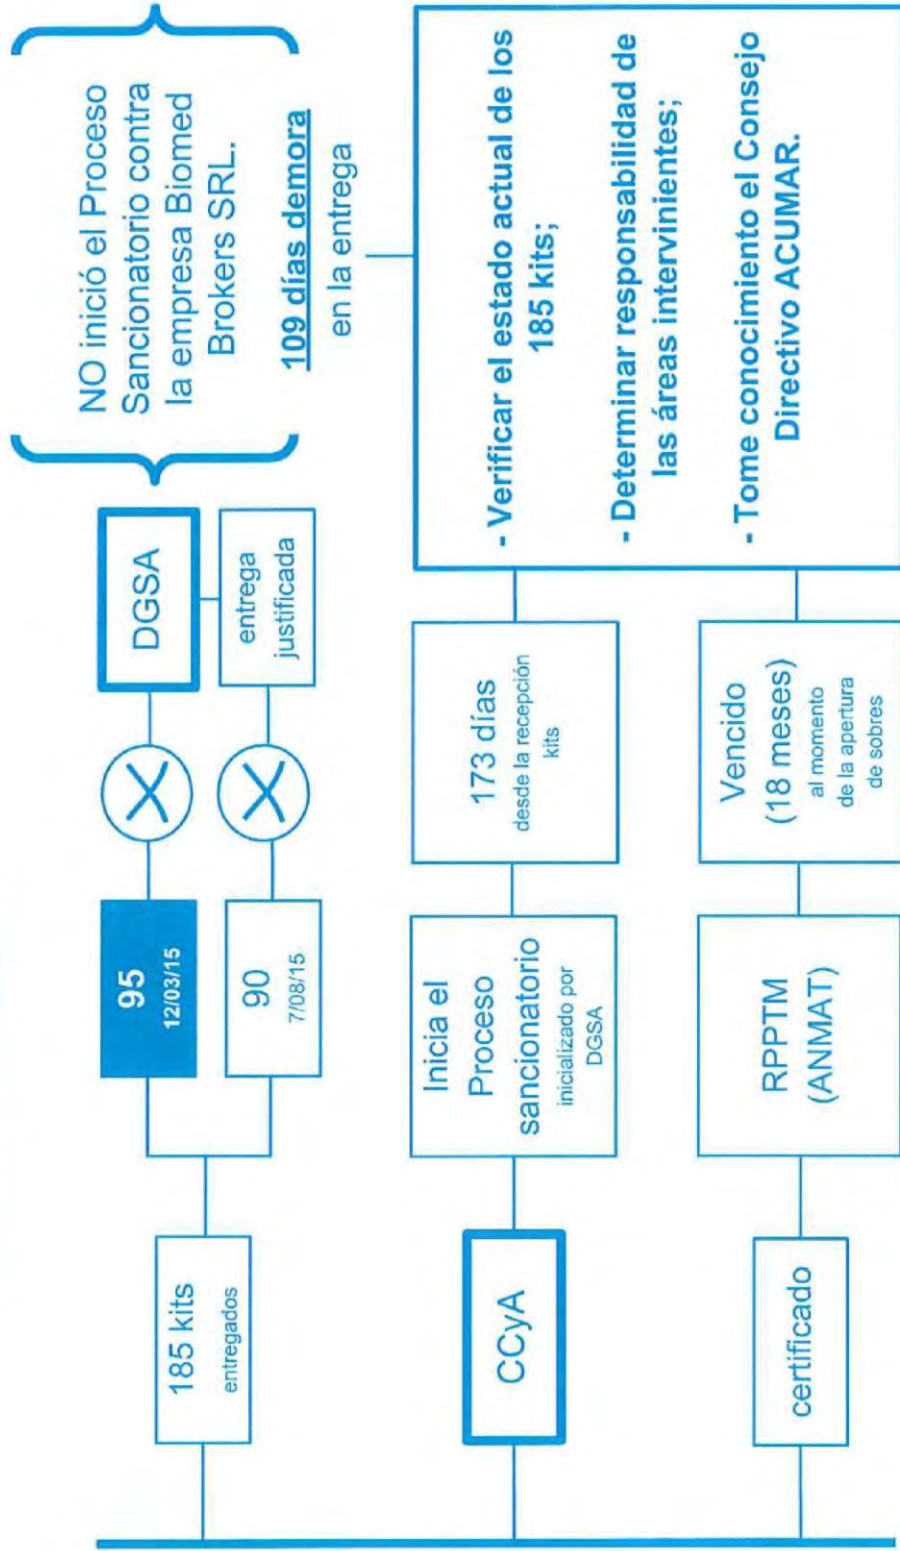 185 kits
entregados
95
12/03/15
90
7/08/15
DGSA
entrega
justificada
NO inició el Proceso
Sancionatorio contra
la empresa Biomed
Brokers SRL.
109 días demora
en la entrega
CCyA
Inicia el
Proceso
sancionatorio
inicializado por
DGSA
173 días
desde la recepción
kits
certificado
RPPTM
(ANMAT)
Vencido
(18 meses)
al momento
de la apertura
de sobres
- Verificar el estado actual de los
185 kits;
- Determinar responsabilidad de
las áreas intervinientes;
- Tome conocimiento el Consejo
Directivo ACUMAR.